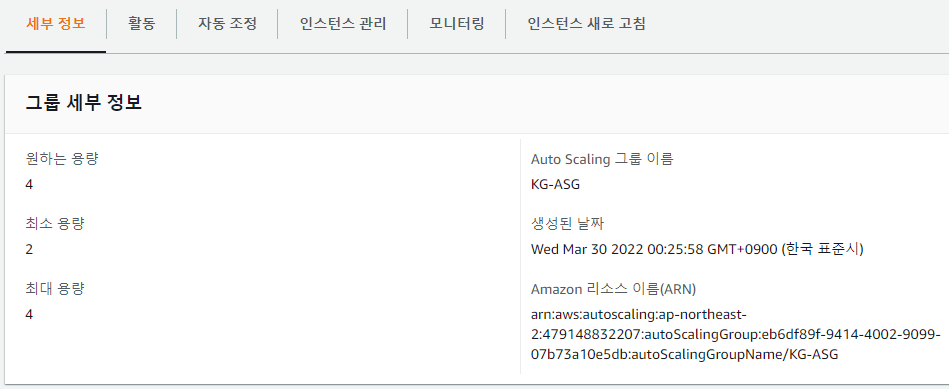 세부 정보 활동 자동 조정 인스턴스 관리 모니터링 인스턴스 새로 고침
그룹 세부 정보
원하는 용량
4
최소 용량
2
최대 용량
4
Auto Scaling 그룹 이름
KG-ASG
생성된 날짜
Wed Mar 30 2022 00:25:58 GMT+0900 (한국 표준시)
Amazon 리소스 이름(ARN)
arn:aws:autoscaling:ap-northeast-
2:479148832207:autoScalingGroup:eb6df89f-9414-4002-9099-
07b73a10e5db:autoScalingGroupName/KG-ASG